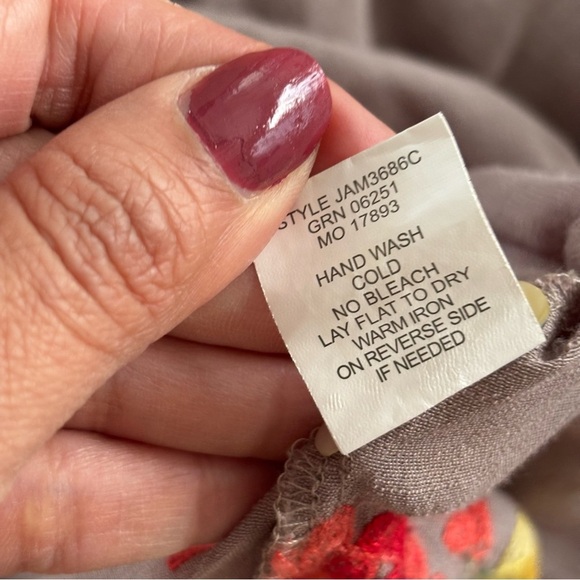 STYLE JAM3686C
GRN 06251
MO 17893
HAND WASH
COLD
NO BLEACH
LAY FLAT TO DRY
WARM IRON
ON REVERSE SIDE
IF NEEDED